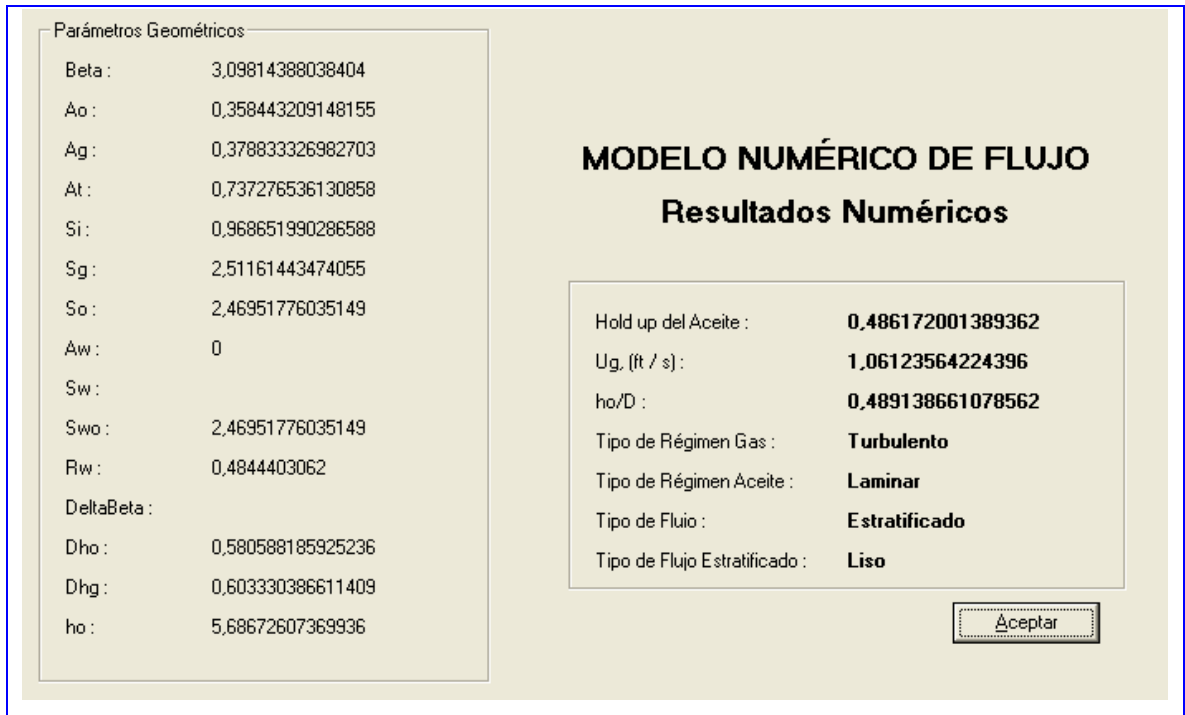 Parámetros Geométricos
Beta : 3,09814388038404
Ao : 0,358443209148155
Ag : 0,378833326982703
At : 0,737276536130858
Si : 0,968651990286588
Sg : 2,51161443474055
So : 2,46951776035149
Aw : 0
Sw :
Swo : 2,46951776035149
Rw : 0,4844403062
DeltaBeta :
Dho : 0,580588185925236
Dhg : 0,603330386611409
ho : 5,68672607369936
MODELO NUMÉRICO DE FLUJO
Resultados Numéricos
Hold up del Aceite : 0,486172001389362
Ug, (ft / s) : 1,06123564224396
ho/D : 0,489138661078562
Tipo de Régimen Gas : Turbulento
Tipo de Régimen Aceite : Laminar
Tipo de Fluio : Estratificado
Tipo de Flujo Estratificado : Liso
Aceptar